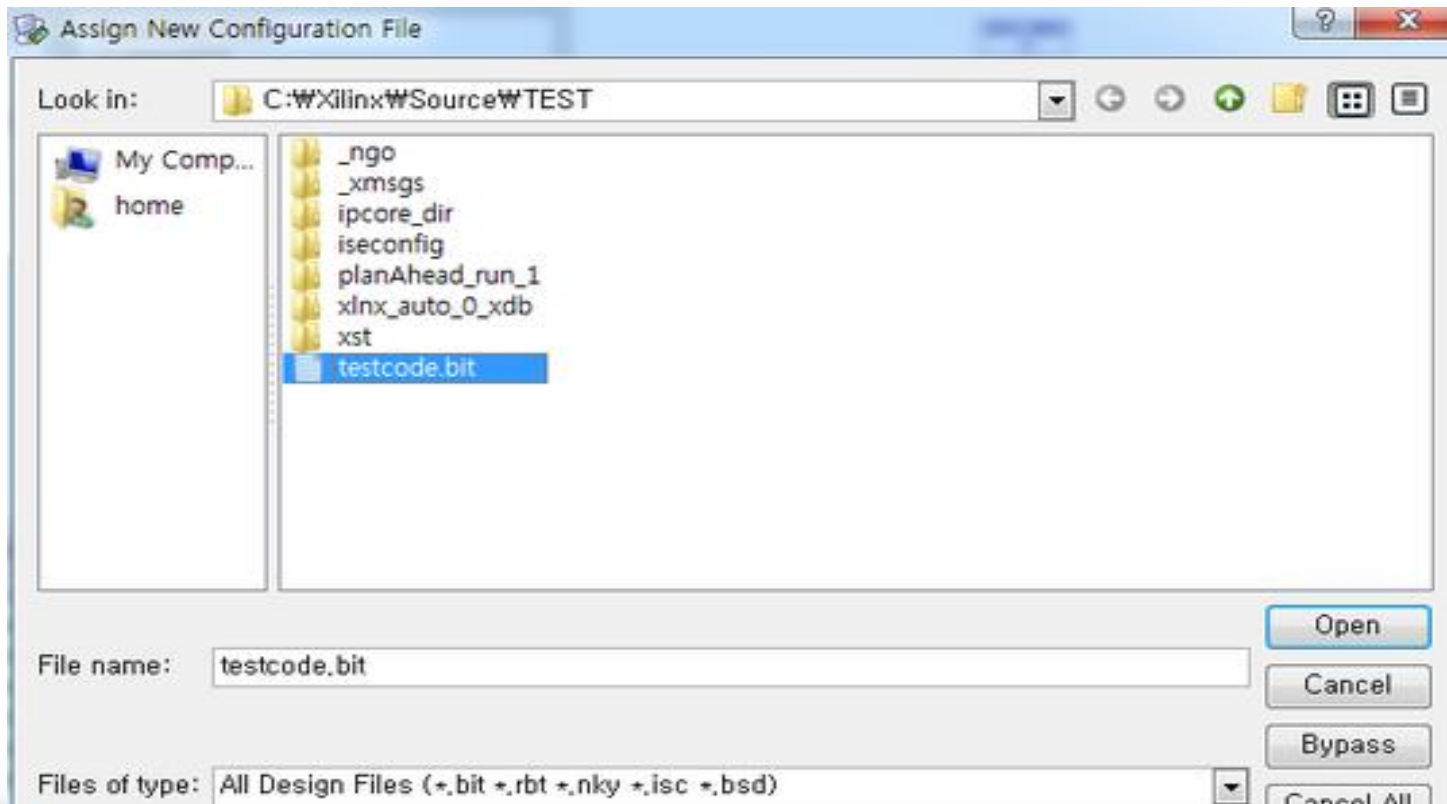 Assign New Configuration File
Look in:
C:₩Xilinx₩Source₩TEST
My Comp...
home
_ngo
_xmsgs
ipcore_dir
iseconfig
planAhead_run_1
xlnx_auto_0_xdb
xst
testcode.bit
Open
File name:
testcode.bit
Cancel
Bypass
Files of type:
All Design Files (*.bit *.rbt *.nky *.isc *.bsd)
Cancel All